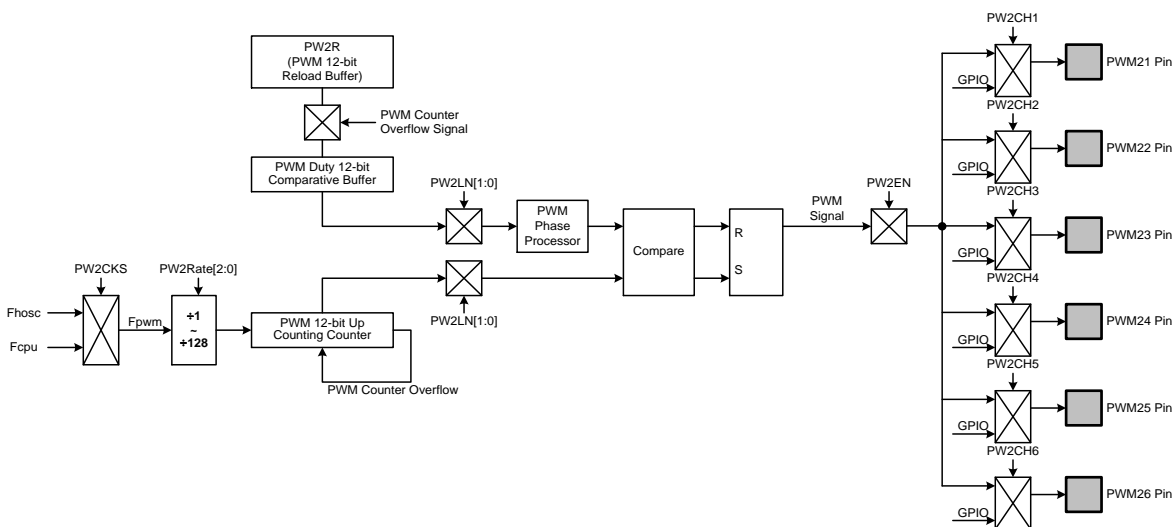 PW2R
(PWM 12-bit
Reload Buffer)
PWM Counter
Overflow Signal
PWM Duty 12-bit
Comparative Buffer
PW2LN[1:0]
PWM
Phase
Processor
Compare
R
S
PWM
Signal
PW2EN
PW2CKS
PW2Rate[2:0]
Fhosc
Fcpu
Fpwm
÷1
~
÷128
PWM 12-bit Up
Counting Counter
PWM Counter Overflow
PW2LN[1:0]
PW2CH1
GPIO
PWM21 Pin
PW2CH2
GPIO
PWM22 Pin
PW2CH3
GPIO
PWM23 Pin
PW2CH4
GPIO
PWM24 Pin
PW2CH5
GPIO
PWM25 Pin
PW2CH6
GPIO
PWM26 Pin